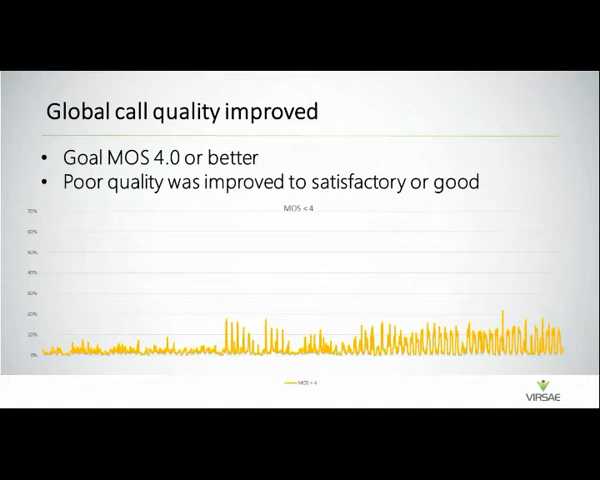 Global call quality improved
• Goal MOS 4.0 or better
• Poor quality was improved to satisfactory or good
MOS < 4
70%
60%
50%
40%
30%
20%
10%
0%
MOS < 4
VIRSAE